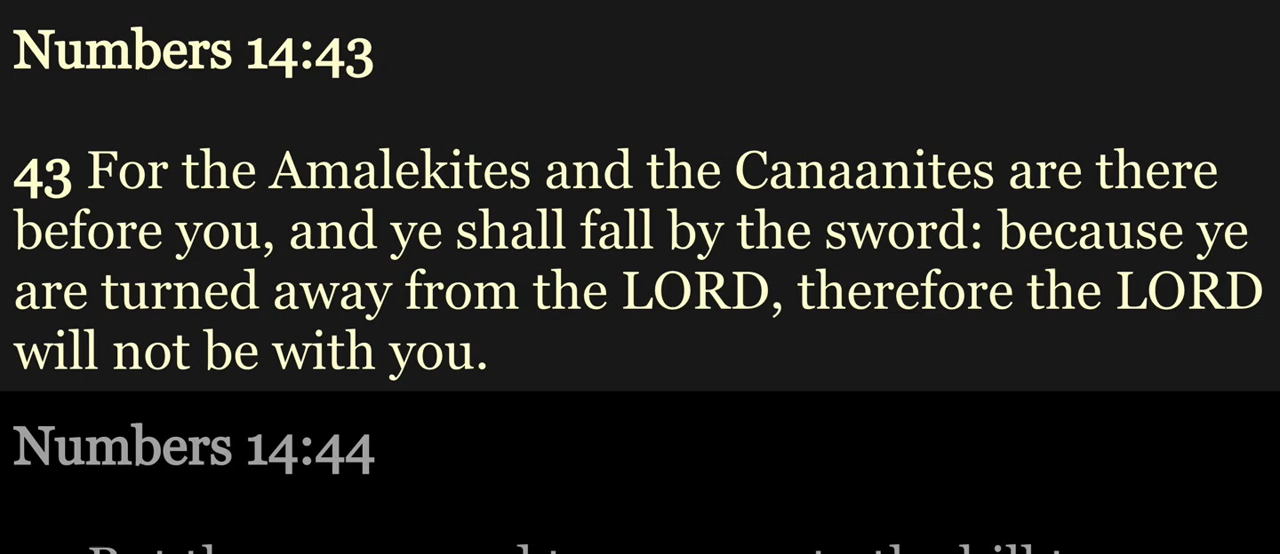 Numbers 14:43
43 For the Amalekites and the Canaanites are there
before you, and ye shall fall by the sword: because ye
are turned away from the LORD, therefore the LORD
will not be with you.
Numbers 14:44